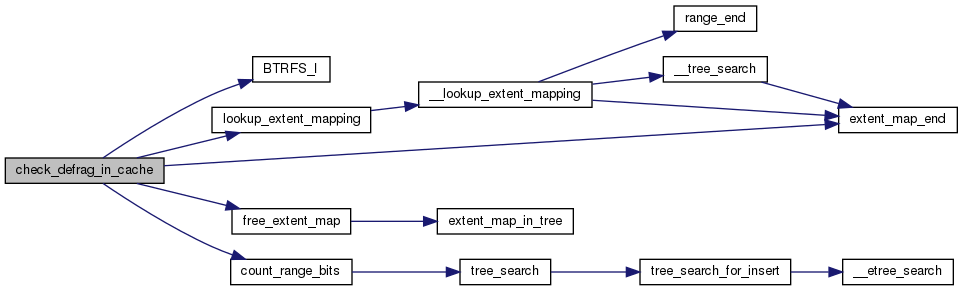 range_end
BTRFS_I
__tree_search
__lookup_extent_mapping
lookup_extent_mapping
extent_map_end
check_defrag_in_cache
free_extent_map
extent_map_in_tree
count_range_bits
tree_search
tree_search_for_insert
__etree_search